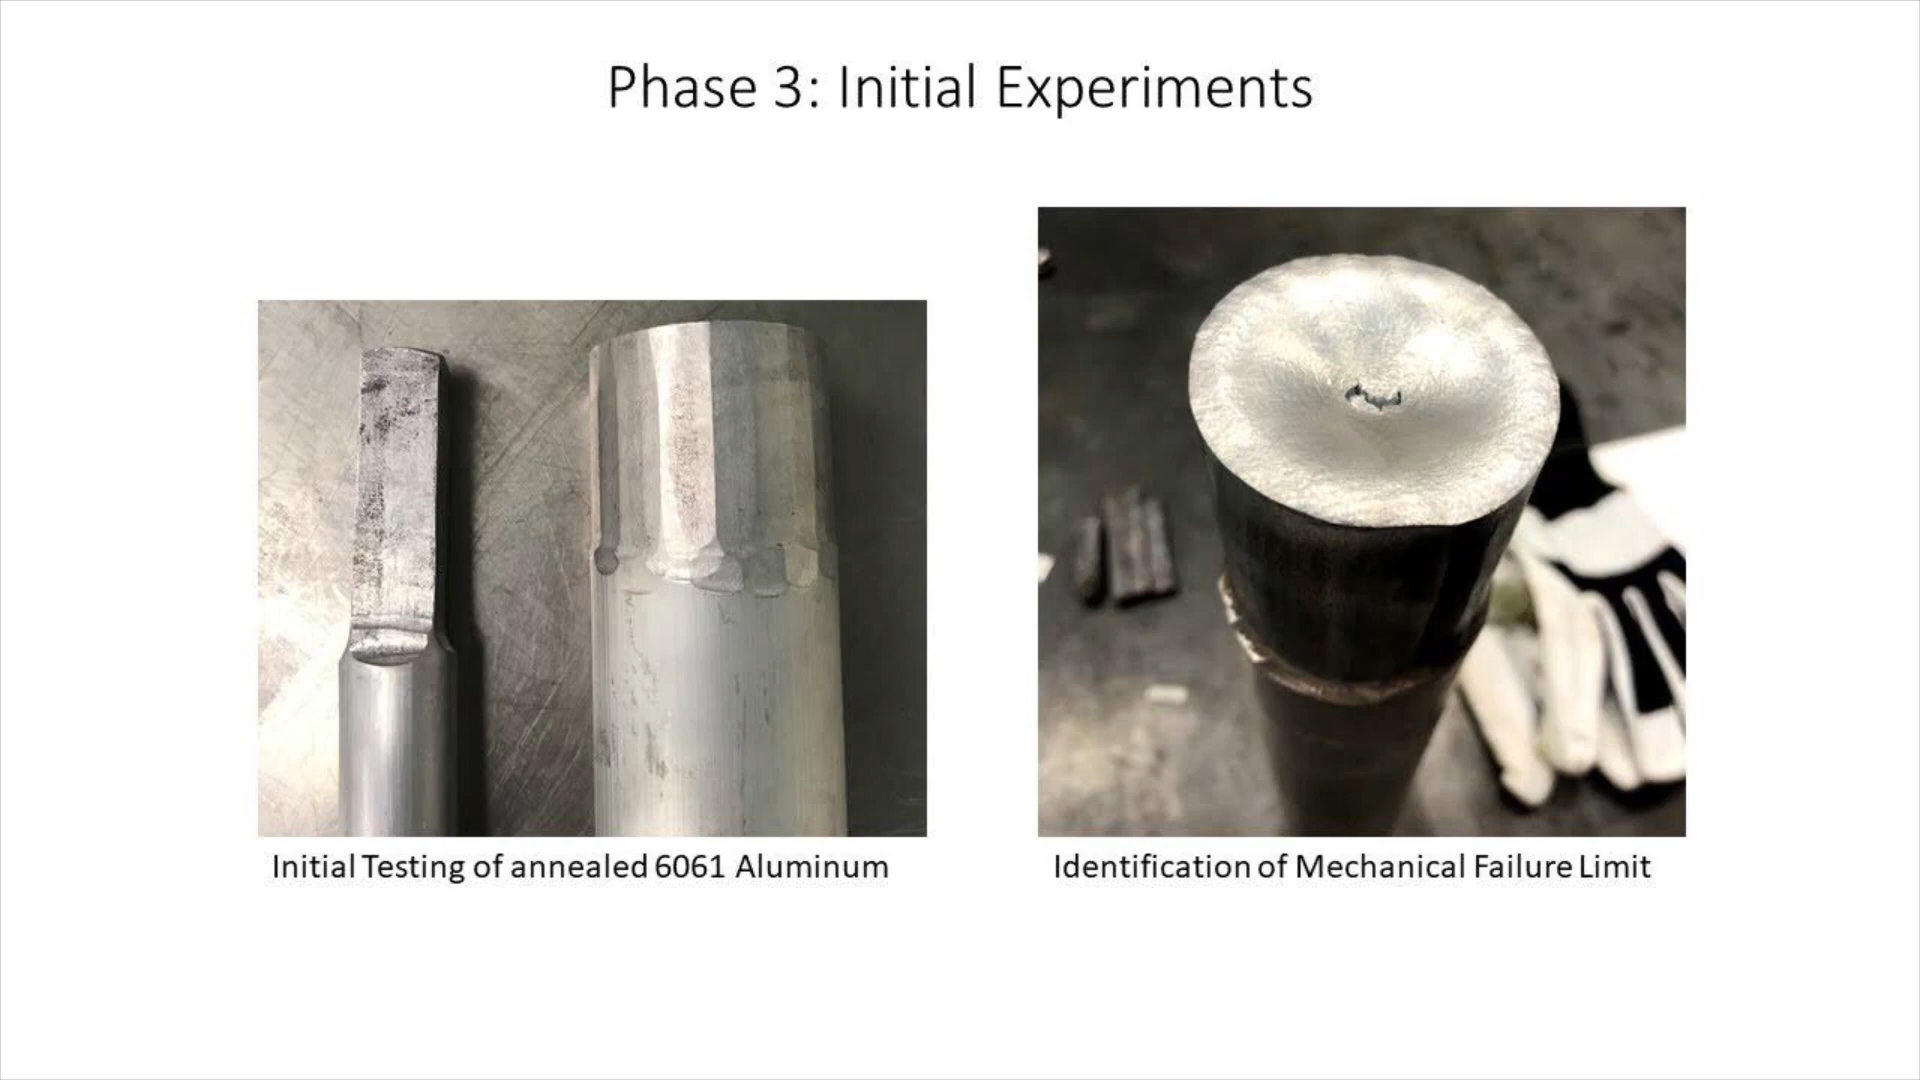 Phase 3: Initial Experiments
Initial Testing of annealed 6061 Aluminum
Identification of Mechanical Failure Limit